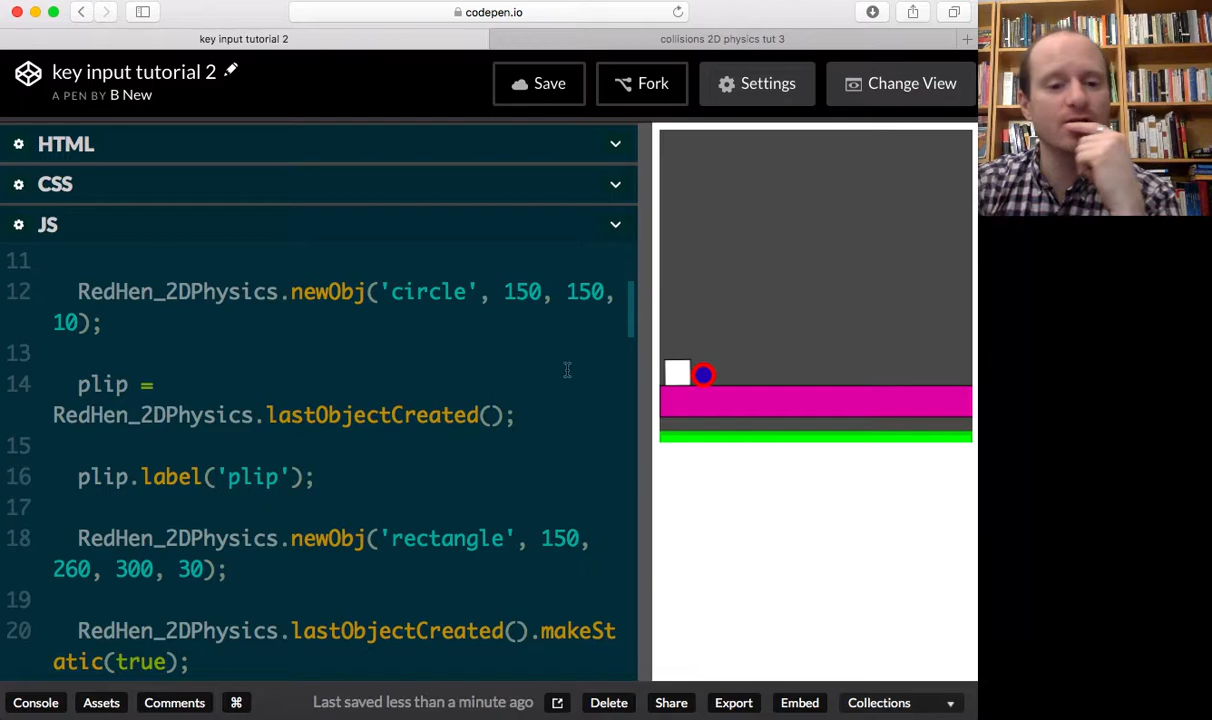 codepen.io
key input tutorial 2
collisions 2D physics tut 3
key input tutorial 2
A PEN BY B New
Save
Fork
Settings
Change View
HTML
CSS
JS
11
12 RedHen_2DPhysics.newObj('circle', 150, 150,
10);
13
14 plip =
RedHen_2DPhysics.lastObjectCreated();
15
16 plip.label('plip');
17
18 RedHen_2DPhysics.newObj('rectangle', 150,
260, 300, 30);
19
20 RedHen_2DPhysics.lastObjectCreated().makeSt
atic(true);
Console
Assets
Comments
⌘
Last saved less than a minute ago
Delete
Share
Export
Embed
Collections